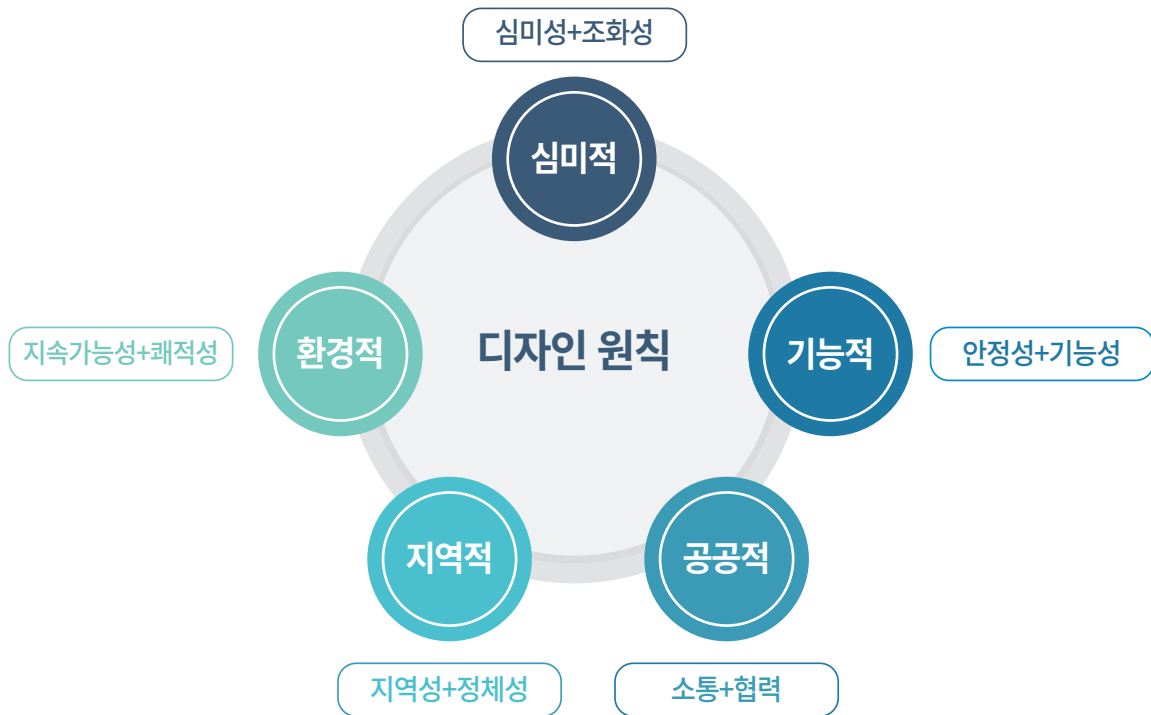 심미성+조화성
심미적
지속가능성+쾌적성
환경적
디자인 원칙
기능적
안정성+기능성
지역적
공공적
지역성+정체성
소통+협력